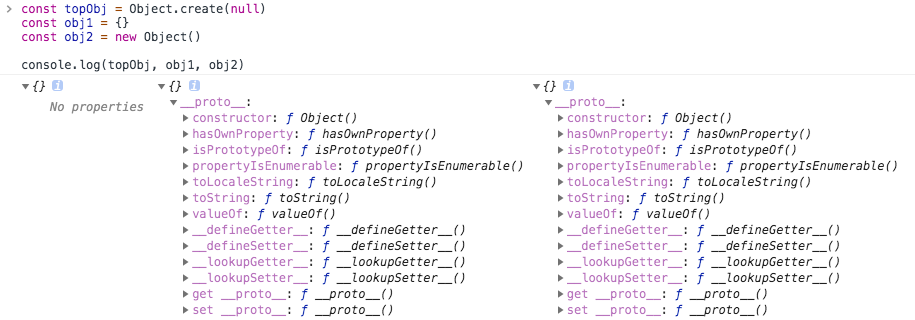 const topObj = Object.create(null)
const obj1 = {}
const obj2 = new Object()
console.log(topObj, obj1, obj2)
{} i
No properties
{} i
__proto__:
constructor: ƒ Object()
hasOwnProperty: ƒ hasOwnProperty()
isPrototypeOf: ƒ isPrototypeOf()
propertyIsEnumerable: ƒ propertyIsEnumerable()
toLocaleString: ƒ toLocaleString()
toString: ƒ toString()
valueOf: ƒ valueOf()
__defineGetter__: ƒ __defineGetter__()
__defineSetter__: ƒ __defineSetter__()
__lookupGetter__: ƒ __lookupGetter__()
__lookupSetter__: ƒ __lookupSetter__()
get __proto__: ƒ __proto__()
set __proto__: ƒ __proto__()
{} i
__proto__:
constructor: ƒ Object()
hasOwnProperty: ƒ hasOwnProperty()
isPrototypeOf: ƒ isPrototypeOf()
propertyIsEnumerable: ƒ propertyIsEnumerable()
toLocaleString: ƒ toLocaleString()
toString: ƒ toString()
valueOf: ƒ valueOf()
__defineGetter__: ƒ __defineGetter__()
__defineSetter__: ƒ __defineSetter__()
__lookupGetter__: ƒ __lookupGetter__()
__lookupSetter__: ƒ __lookupSetter__()
get __proto__: ƒ __proto__()
set __proto__: ƒ __proto__()